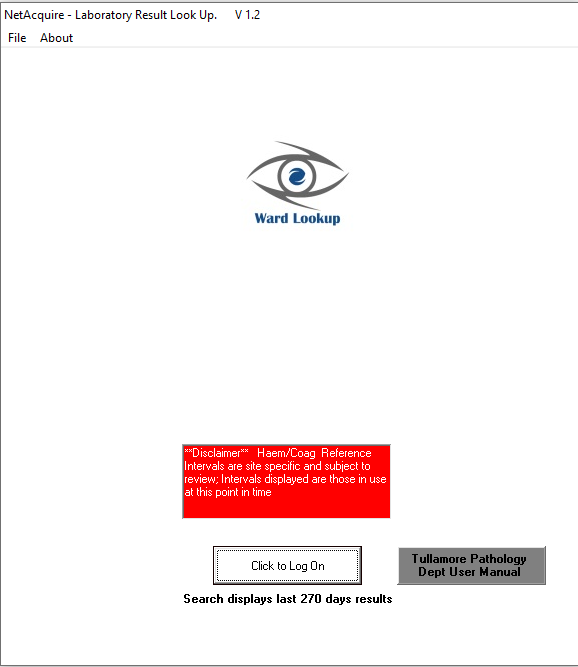 NetAcquire - Laboratory Result Look Up. V 1.2
File About
Ward Lookup
**Disclaimer** Haem/Coag Reference
Intervals are site specific and subject to
review; Intervals displayed are those in use
at this point in time
Click to Log On
Tullamore Pathology
Dept User Manual
Search displays last 270 days results